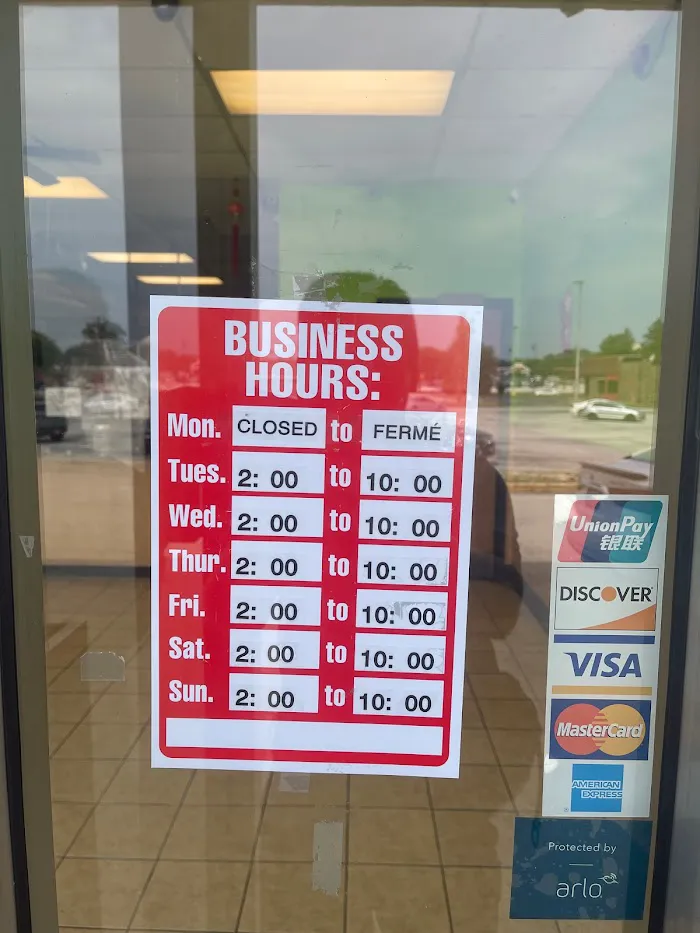 BUSINESS
HOURS:
Mon. CLOSED to FERMÉ
Tues. 2: 00 to 10: 00
Wed. 2: 00 to 10: 00
Thur. 2: 00 to 10: 00
Fri. 2: 00 to 10: 00
Sat. 2: 00 to 10: 00
Sun. 2: 00 to 10: 00
UnionPay
银联
DISCOVER
VISA
MasterCard
AMERICAN
EXPRESS
Protected by
arlo